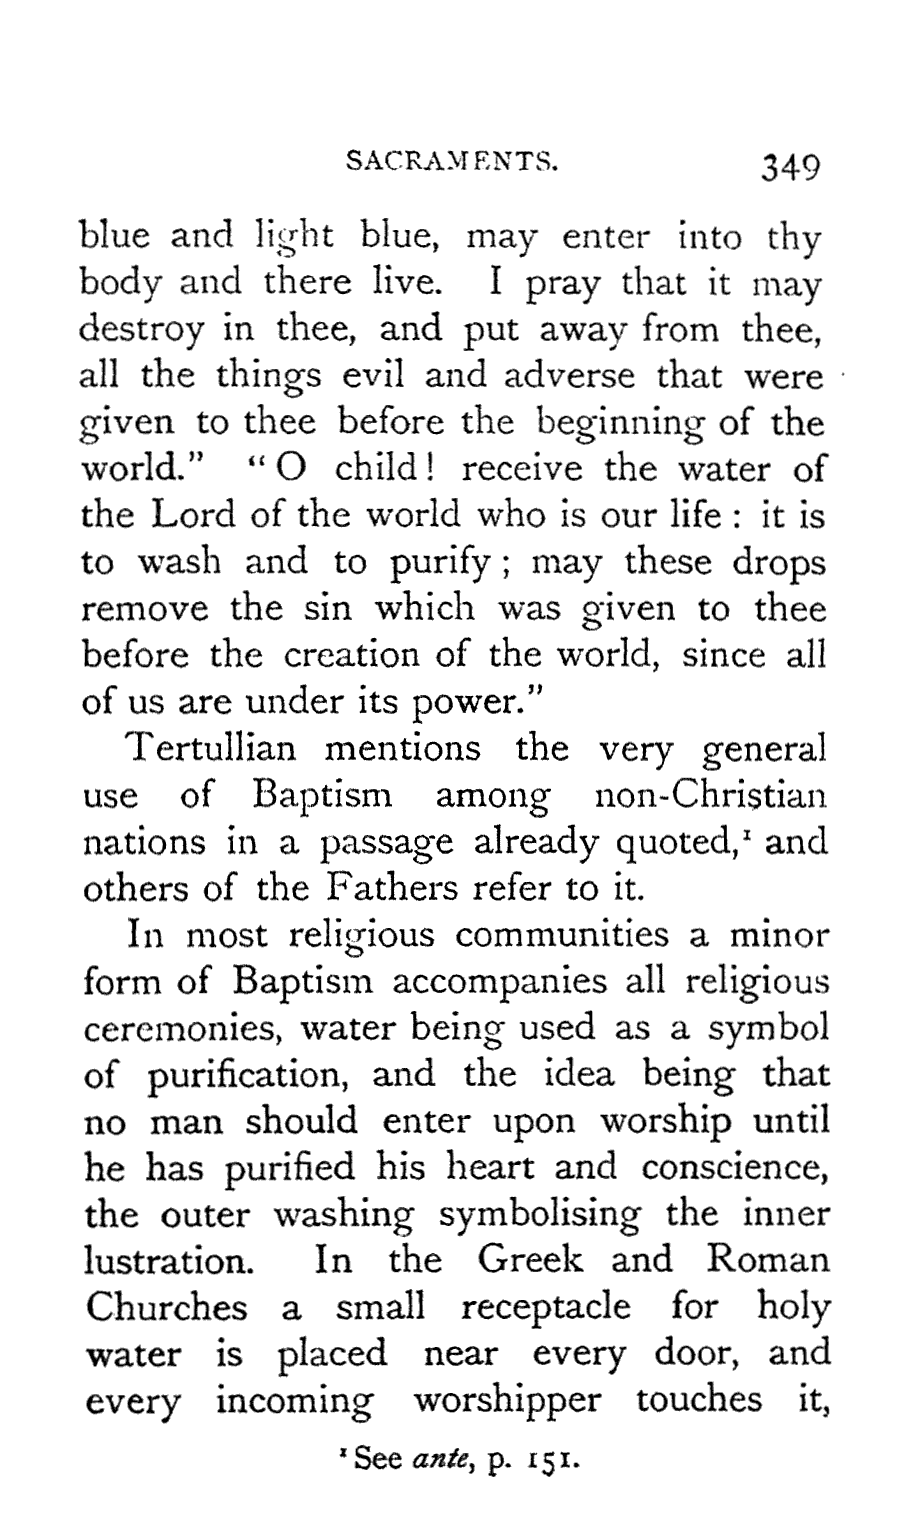 SACRAMENTS. 349
blue and light blue, may enter into thy
body and there live. I pray that it may
destroy in thee, and put away from thee,
all the things evil and adverse that were
given to thee before the beginning of the
world.” “O child! receive the water of
the Lord of the world who is our life : it is
to wash and to purify ; may these drops
remove the sin which was given to thee
before the creation of the world, since all
of us are under its power.”
Tertullian mentions the very general
use of Baptism among non-Christian
nations in a passage already quoted,¹ and
others of the Fathers refer to it.
In most religious communities a minor
form of Baptism accompanies all religious
ceremonies, water being used as a symbol
of purification, and the idea being that
no man should enter upon worship until
he has purified his heart and conscience,
the outer washing symbolising the inner
lustration. In the Greek and Roman
Churches a small receptacle for holy
water is placed near every door, and
every incoming worshipper touches it,
¹ See ante, p. 151.